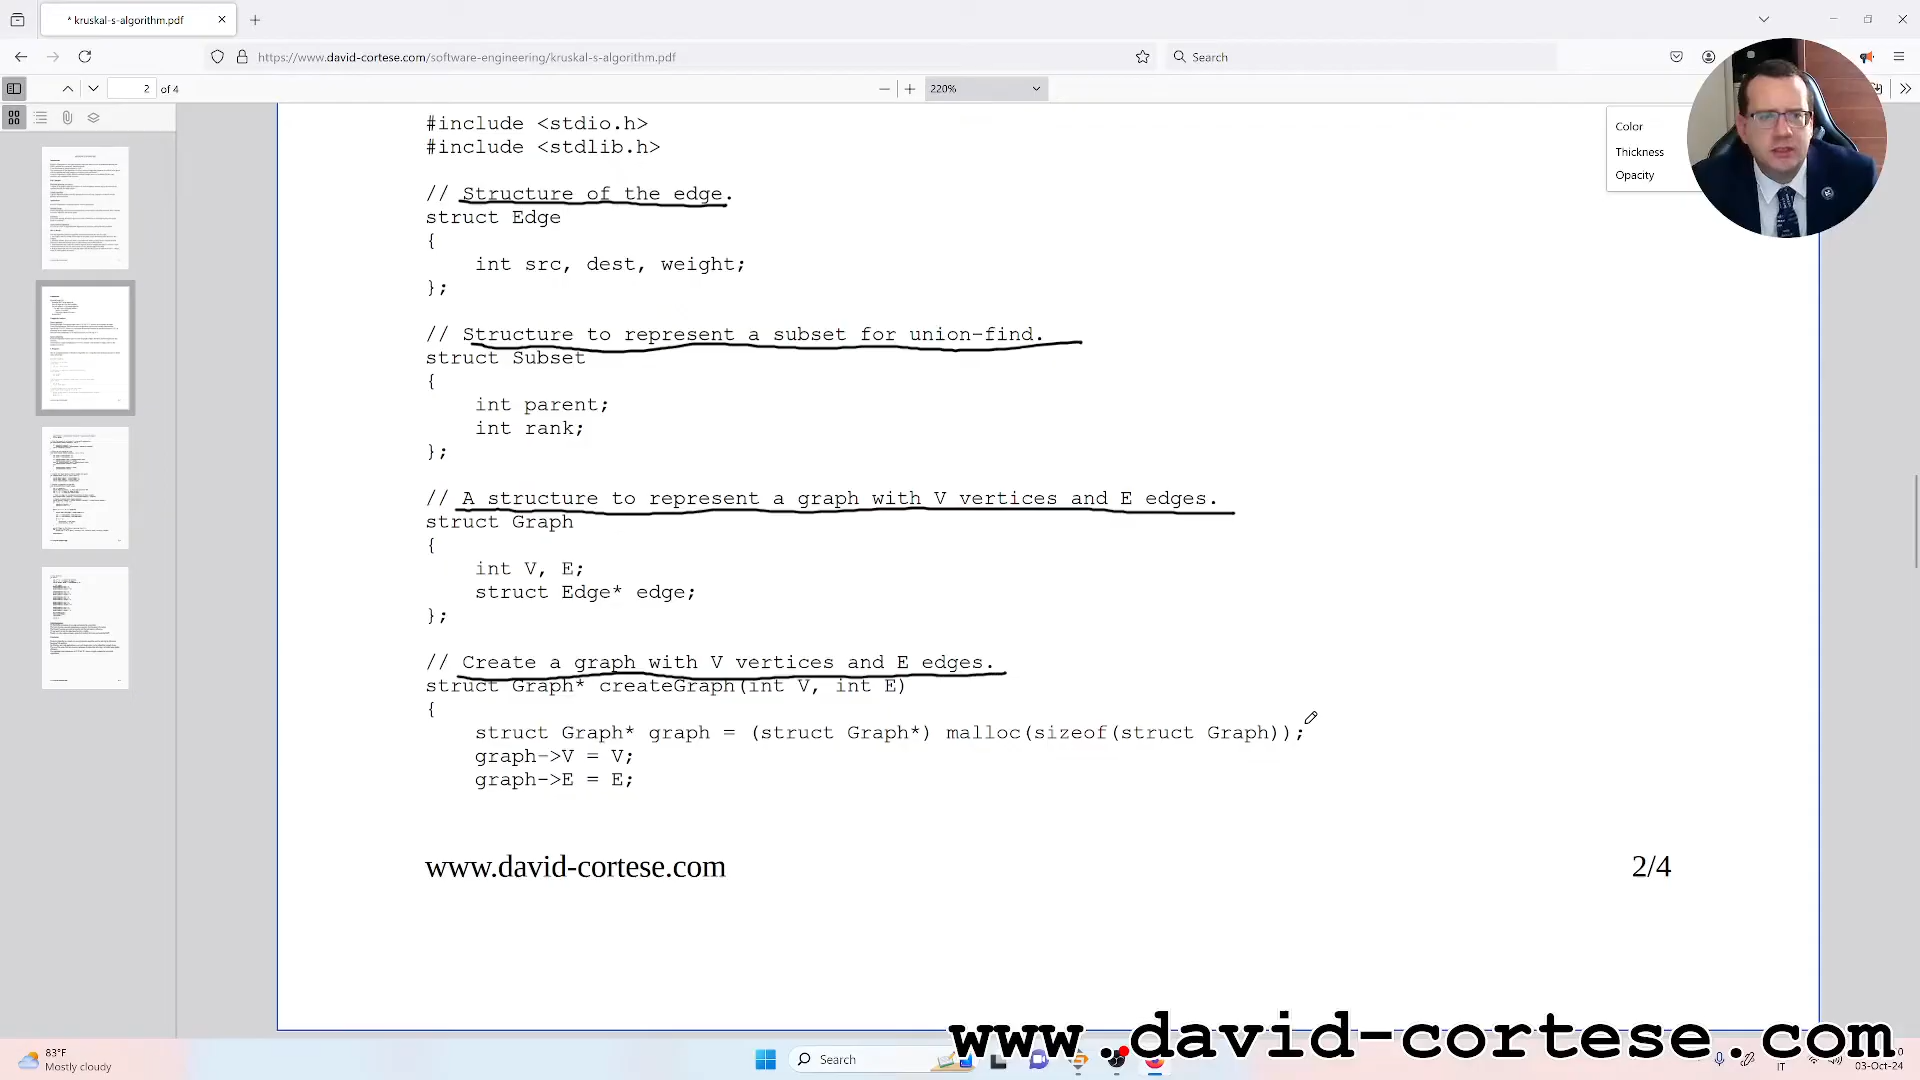 * kruskal-s-algorithm.pdf
https://www.david-cortese.com/software-engineering/kruskal-s-algorithm.pdf
Search
2 of 4
220%
Color
Thickness
Opacity
#include <stdio.h>
#include <stdlib.h>
// Structure of the edge.
struct Edge
{
int src, dest, weight;
};
// Structure to represent a subset for union-find.
struct Subset
{
int parent;
int rank;
};
// A structure to represent a graph with V vertices and E edges.
struct Graph
{
int V, E;
struct Edge* edge;
};
// Create a graph with V vertices and E edges.
struct Graph* createGraph(int V, int E)
{
struct Graph* graph = (struct Graph*) malloc(sizeof(struct Graph));
graph->V = V;
graph->E = E;
www.david-cortese.com
2/4
www.david-cortese.com
83°F
Mostly cloudy
Search
IT
03-Oct-24